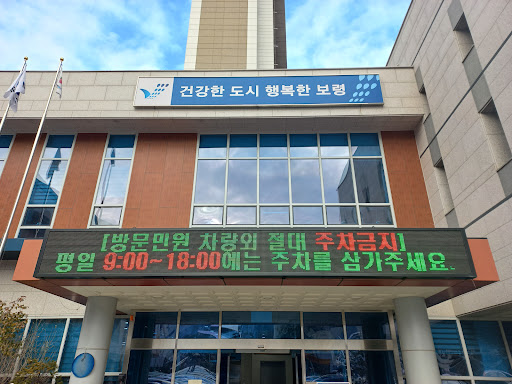 건강한 도시 행복한 보령
[방문민원 차량외 절대 주차금지]
평일 9:00~18:00에는 주차를 삼가주세요.